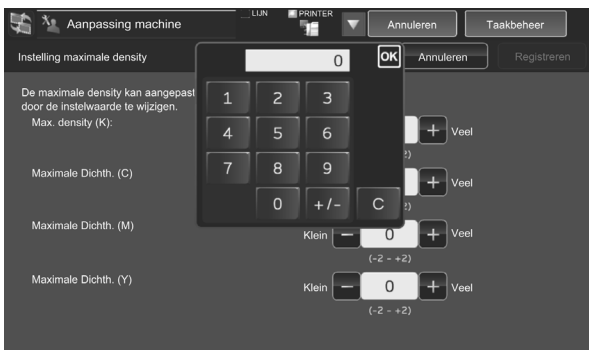 LIJN PRINTER
Aanpassing machine Annuleren Taakbeheer
Instelling maximale density 0 OK Annuleren Registreren
De maximale density kan aangepast
door de instelwaarde te wijzigen.
1 2 3
Max. density (K): + Veel
4 5 6
7 8 9
Maximale Dichth. (C) + Veel
0 +/- C
Maximale Dichth. (M) Klein − 0 + Veel
(-2 - +2)
Maximale Dichth. (Y) Klein − 0 + Veel
(-2 - +2)